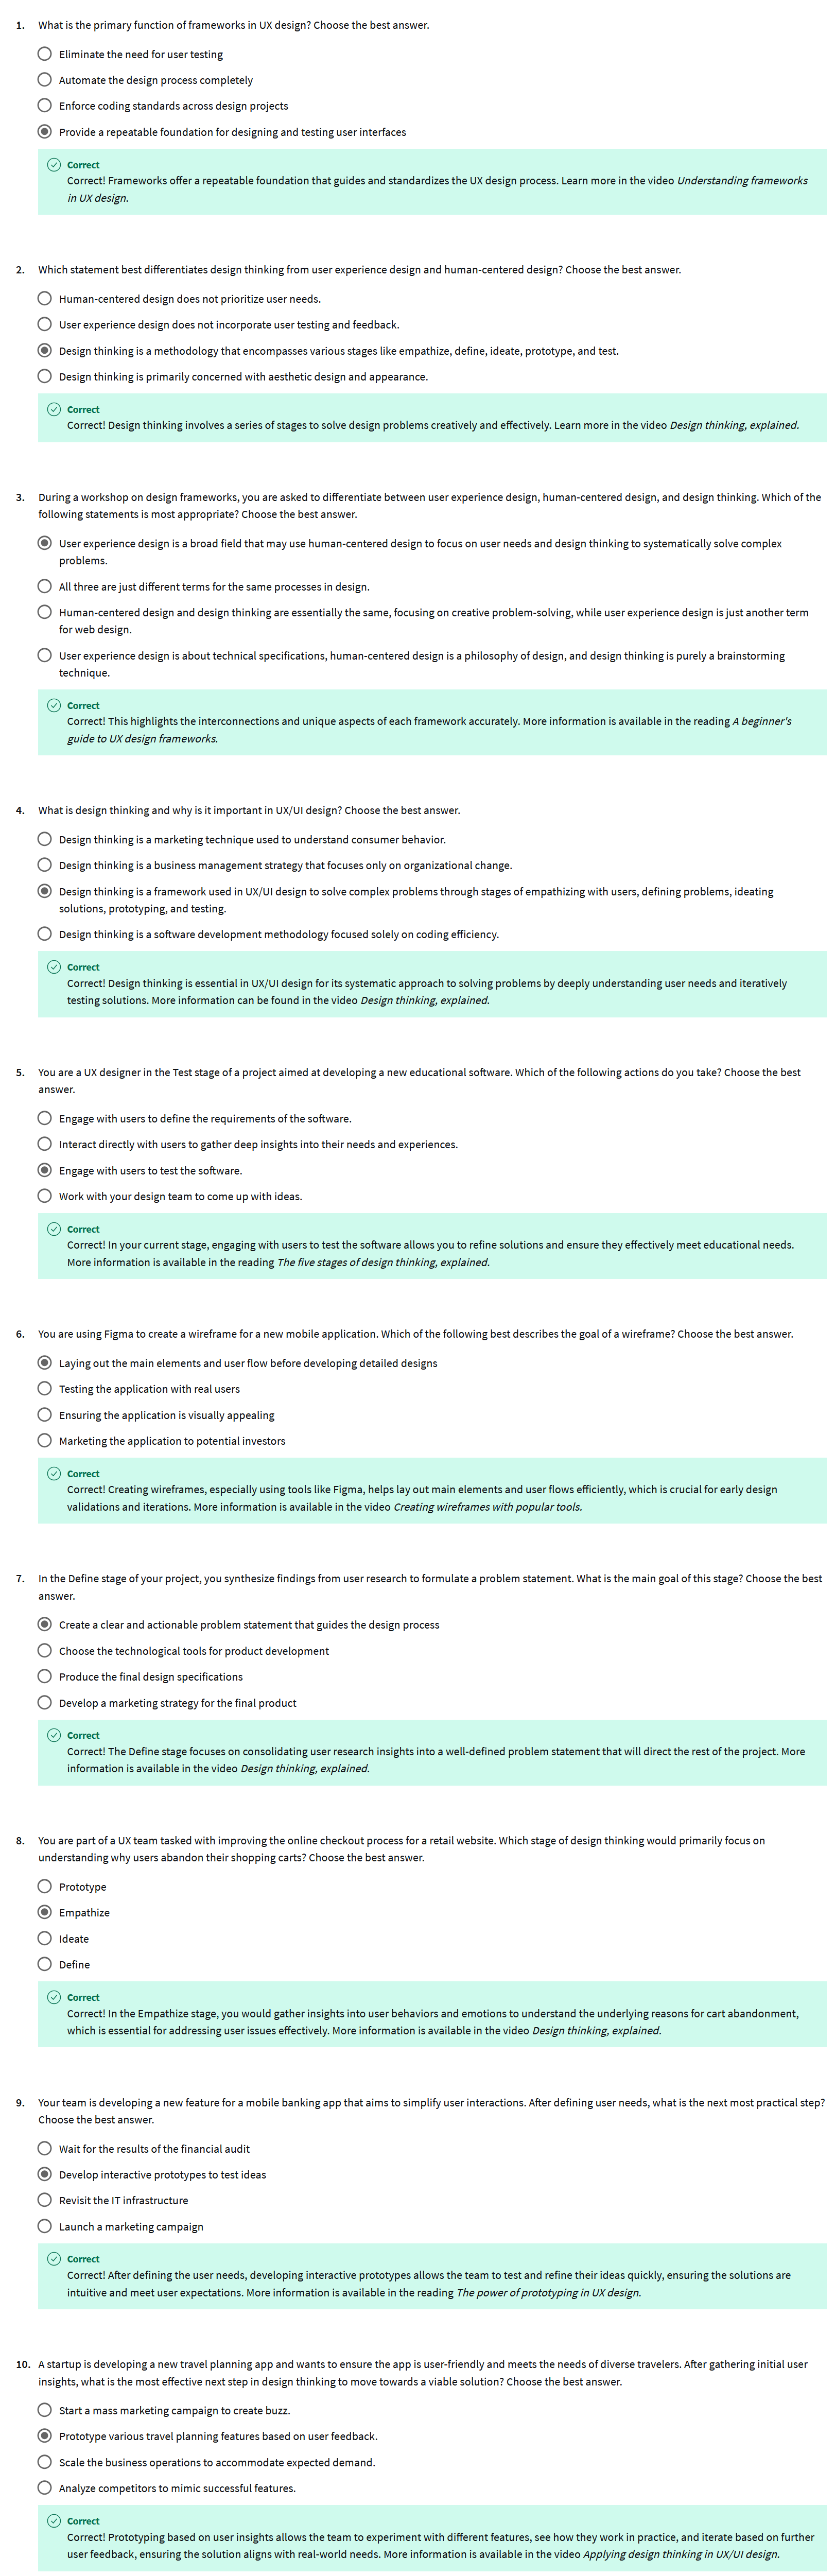 1. What is the primary function of frameworks in UX design? Choose the best answer.
Eliminate the need for user testing
Automate the design process completely
Enforce coding standards across design projects
Provide a repeatable foundation for designing and testing user interfaces
Correct
Correct! Frameworks offer a repeatable foundation that guides and standardizes the UX design process. Learn more in the video Understanding frameworks
in UX design.
2. Which statement best differentiates design thinking from user experience design and human-centered design? Choose the best answer.
Human-centered design does not prioritize user needs.
User experience design does not incorporate user testing and feedback.
Design thinking is a methodology that encompasses various stages like empathize, define, ideate, prototype, and test.
Design thinking is primarily concerned with aesthetic design and appearance.
Correct
Correct! Design thinking involves a series of stages to solve design problems creatively and effectively. Learn more in the video Design thinking, explained.
3. During a workshop on design frameworks, you are asked to differentiate between user experience design, human-centered design, and design thinking. Which of the
following statements is most appropriate? Choose the best answer.
User experience design is a broad field that may use human-centered design to focus on user needs and design thinking to systematically solve complex
problems.
All three are just different terms for the same processes in design.
Human-centered design and design thinking are essentially the same, focusing on creative problem-solving, while user experience design is just another term
for web design.
User experience design is about technical specifications, human-centered design is a philosophy of design, and design thinking is purely a brainstorming
technique.
Correct
Correct! This highlights the interconnections and unique aspects of each framework accurately. More information is available in the reading A beginner's
guide to UX design frameworks.
4. What is design thinking and why is it important in UX/UI design? Choose the best answer.
Design thinking is a marketing technique used to understand consumer behavior.
Design thinking is a business management strategy that focuses only on organizational change.
Design thinking is a framework used in UX/UI design to solve complex problems through stages of empathizing with users, defining problems, ideating
solutions, prototyping, and testing.
Design thinking is a software development methodology focused solely on coding efficiency.
Correct
Correct! Design thinking is essential in UX/UI design for its systematic approach to solving problems by deeply understanding user needs and iteratively
testing solutions. More information can be found in the video Design thinking, explained.
5. You are a UX designer in the Test stage of a project aimed at developing a new educational software. Which of the following actions do you take? Choose the best
answer.
Engage with users to define the requirements of the software.
Interact directly with users to gather deep insights into their needs and experiences.
Engage with users to test the software.
Work with your design team to come up with ideas.
Correct
Correct! In your current stage, engaging with users to test the software allows you to refine solutions and ensure they effectively meet educational needs.
More information is available in the reading The five stages of design thinking, explained.
6. You are using Figma to create a wireframe for a new mobile application. Which of the following best describes the goal of a wireframe? Choose the best answer.
Laying out the main elements and user flow before developing detailed designs
Testing the application with real users
Ensuring the application is visually appealing
Marketing the application to potential investors
Correct
Correct! Creating wireframes, especially using tools like Figma, helps lay out main elements and user flows efficiently, which is crucial for early design
validations and iterations. More information is available in the video Creating wireframes with popular tools.
7. In the Define stage of your project, you synthesize findings from user research to formulate a problem statement. What is the main goal of this stage? Choose the best
answer.
Create a clear and actionable problem statement that guides the design process
Choose the technological tools for product development
Produce the final design specifications
Develop a marketing strategy for the final product
Correct
Correct! The Define stage focuses on consolidating user research insights into a well-defined problem statement that will direct the rest of the project. More
information is available in the video Design thinking, explained.
8. You are part of a UX team tasked with improving the online checkout process for a retail website. Which stage of design thinking would primarily focus on
understanding why users abandon their shopping carts? Choose the best answer.
Prototype
Empathize
Ideate
Define
Correct
Correct! In the Empathize stage, you would gather insights into user behaviors and emotions to understand the underlying reasons for cart abandonment,
which is essential for addressing user issues effectively. More information is available in the video Design thinking, explained.
9. Your team is developing a new feature for a mobile banking app that aims to simplify user interactions. After defining user needs, what is the next most practical step?
Choose the best answer.
Wait for the results of the financial audit
Develop interactive prototypes to test ideas
Revisit the IT infrastructure
Launch a marketing campaign
Correct
Correct! After defining the user needs, developing interactive prototypes allows the team to test and refine their ideas quickly, ensuring the solutions are
intuitive and meet user expectations. More information is available in the reading The power of prototyping in UX design.
10. A startup is developing a new travel planning app and wants to ensure the app is user-friendly and meets the needs of diverse travelers. After gathering initial user
insights, what is the most effective next step in design thinking to move towards a viable solution? Choose the best answer.
Start a mass marketing campaign to create buzz.
Prototype various travel planning features based on user feedback.
Scale the business operations to accommodate expected demand.
Analyze competitors to mimic successful features.
Correct
Correct! Prototyping based on user insights allows the team to experiment with different features, see how they work in practice, and iterate based on further
user feedback, ensuring the solution aligns with real-world needs. More information is available in the video Applying design thinking in UX/UI design.